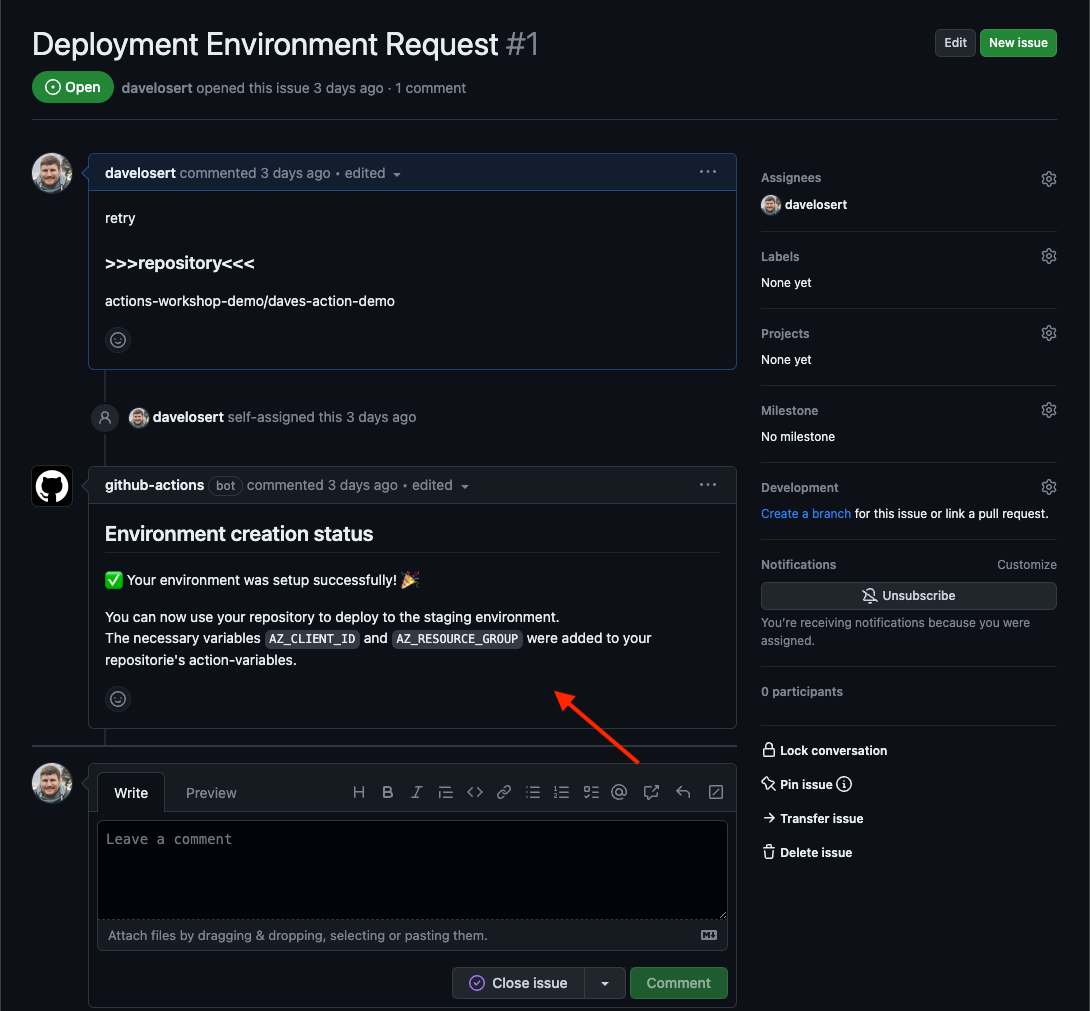 Deployment Environment Request #1
Edit
New issue
Open
davelosert opened this issue 3 days ago · 1 comment
davelosert commented 3 days ago • edited
retry
>>>repository<<<
actions-workshop-demo/daves-action-demo
davelosert self-assigned this 3 days ago
github-actions bot commented 3 days ago • edited
Environment creation status
✅ Your environment was setup successfully! 🎉
You can now use your repository to deploy to the staging environment.
The necessary variables AZ_CLIENT_ID and AZ_RESOURCE_GROUP were added to your
repositorie's action-variables.
Write
Preview
Leave a comment
Attach files by dragging & dropping, selecting or pasting them.
Close issue
Comment
Assignees
davelosert
Labels
None yet
Projects
None yet
Milestone
No milestone
Development
Create a branch for this issue or link a pull request.
Notifications
Customize
Unsubscribe
You're receiving notifications because you were
assigned.
0 participants
Lock conversation
Pin issue
Transfer issue
Delete issue